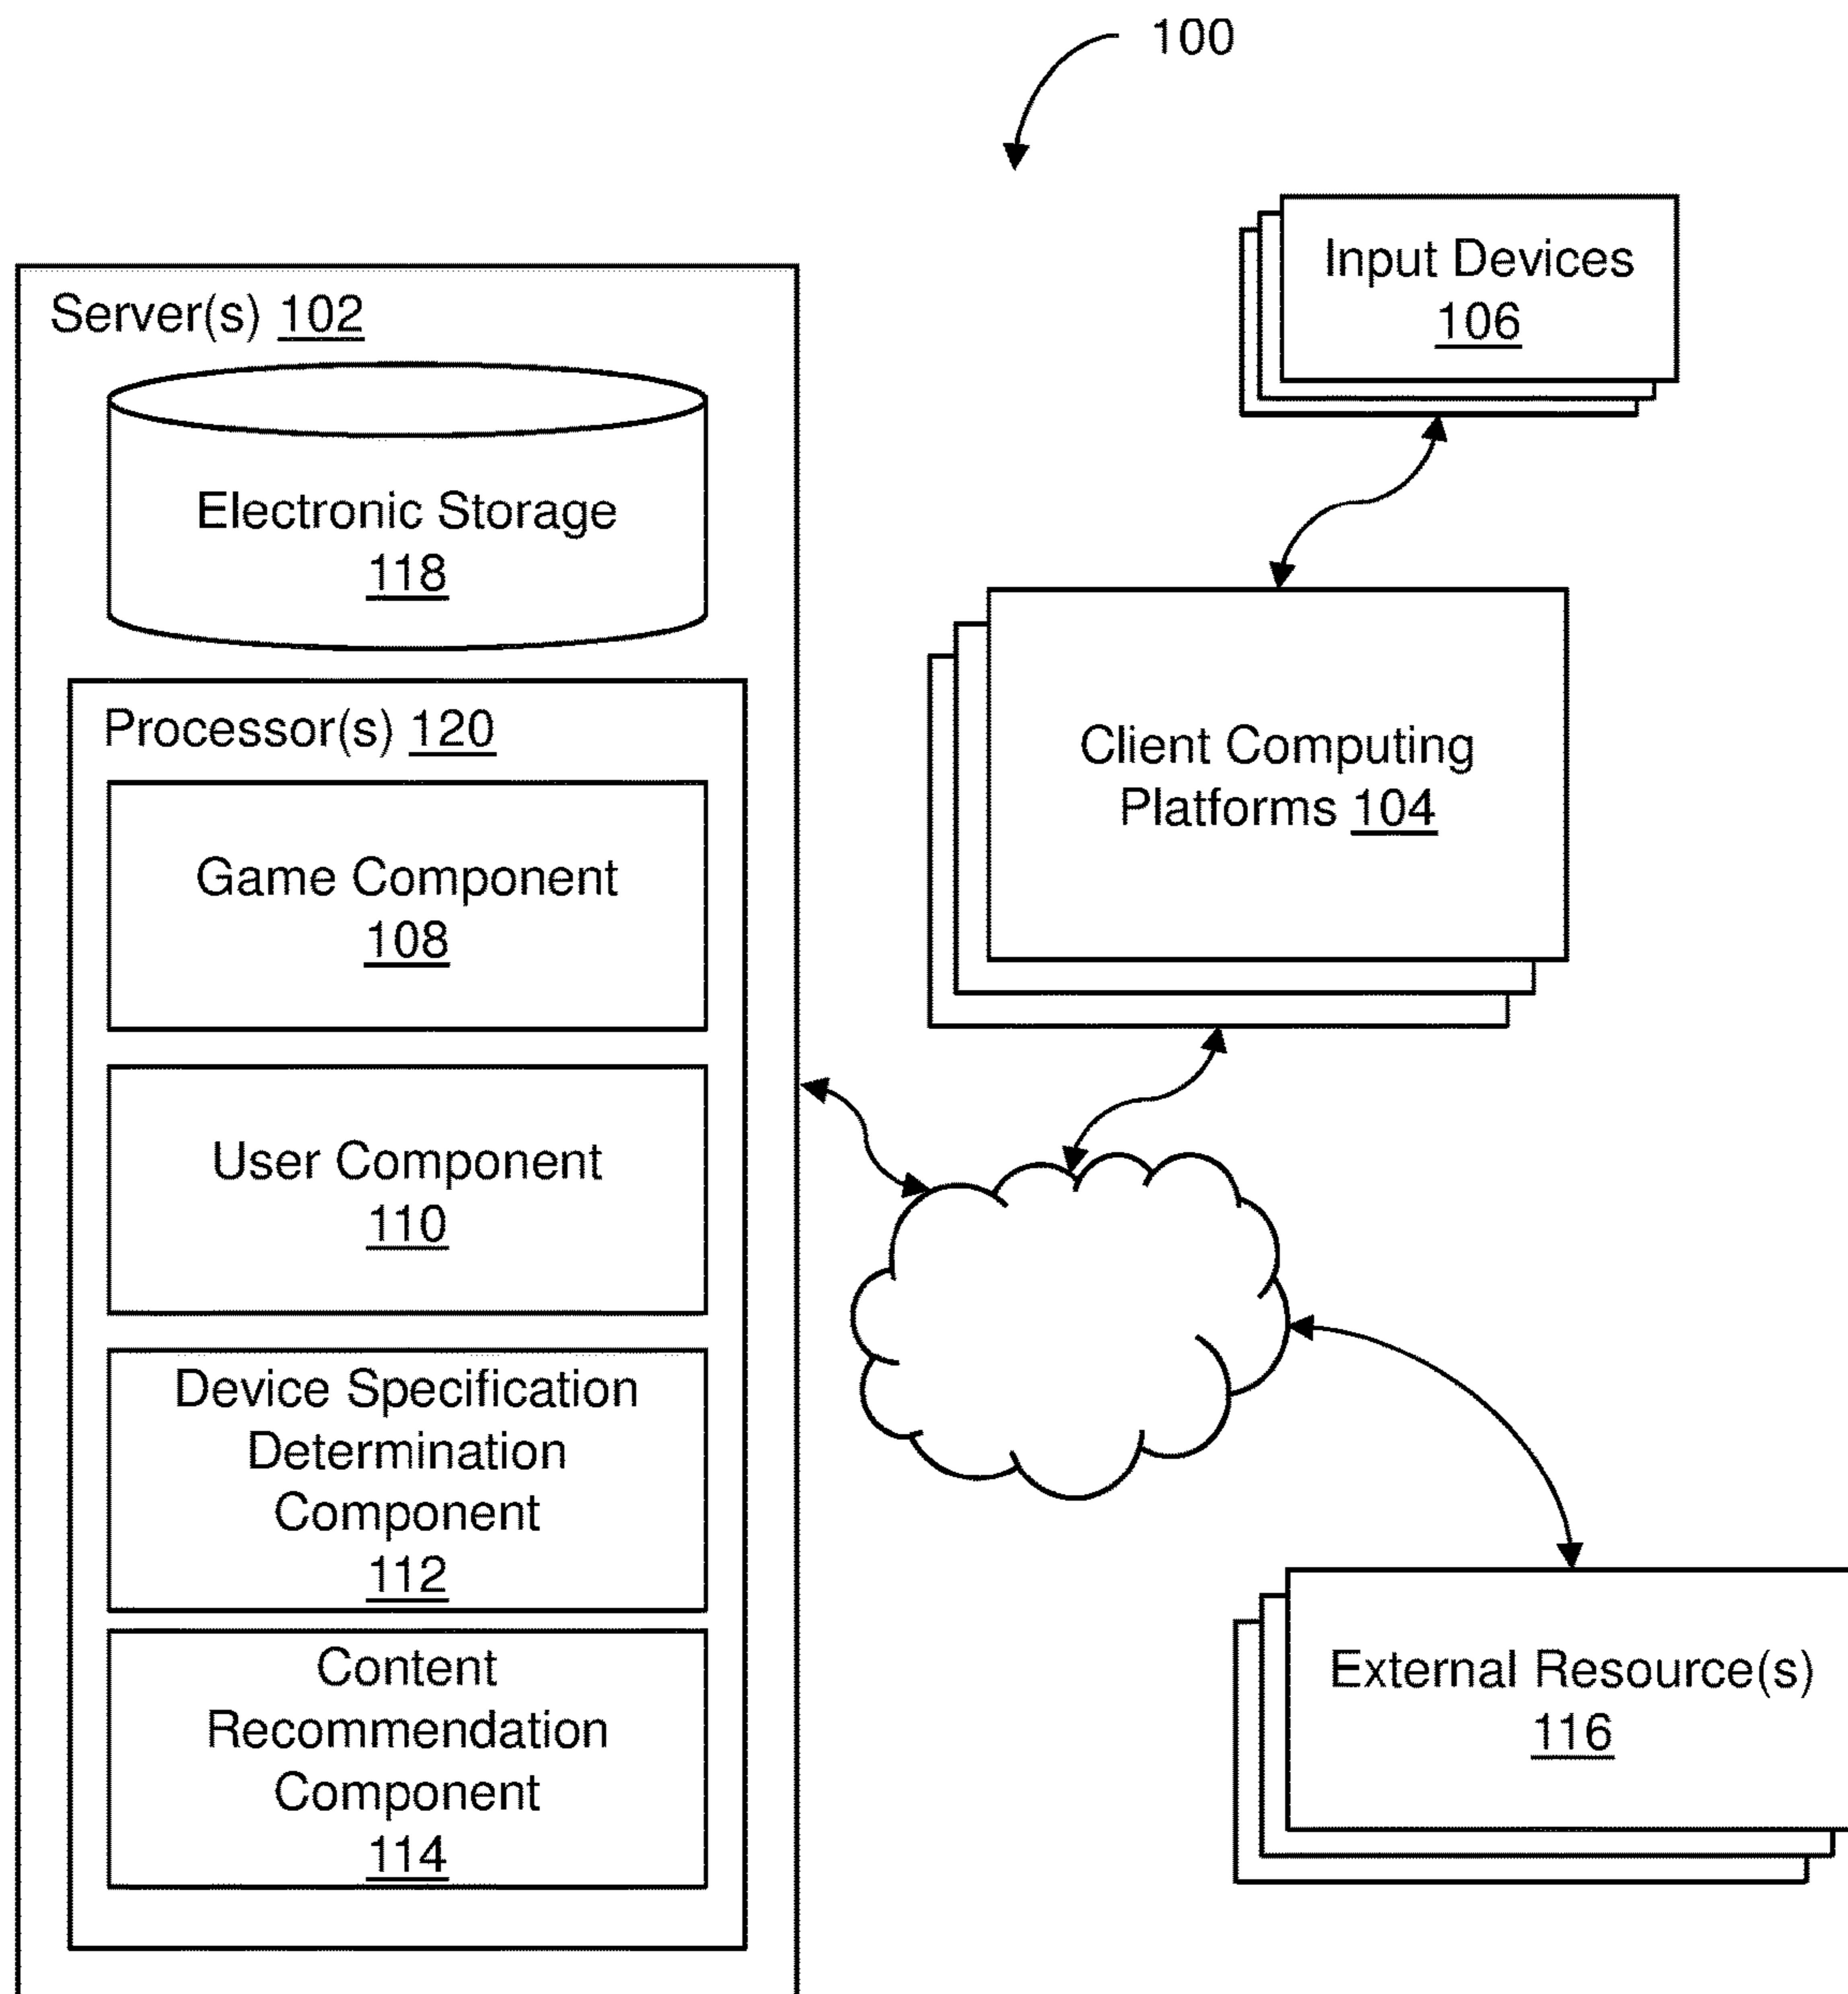 100
Input Devices
106
Server(s) 102
Electronic Storage
118
Processor(s) 120
Client Computing
Platforms 104
Game Component
108
User Component
110
Device Specification
Determination
Component
112
Content
Recommendation
Component
114
External Resource(s)
116